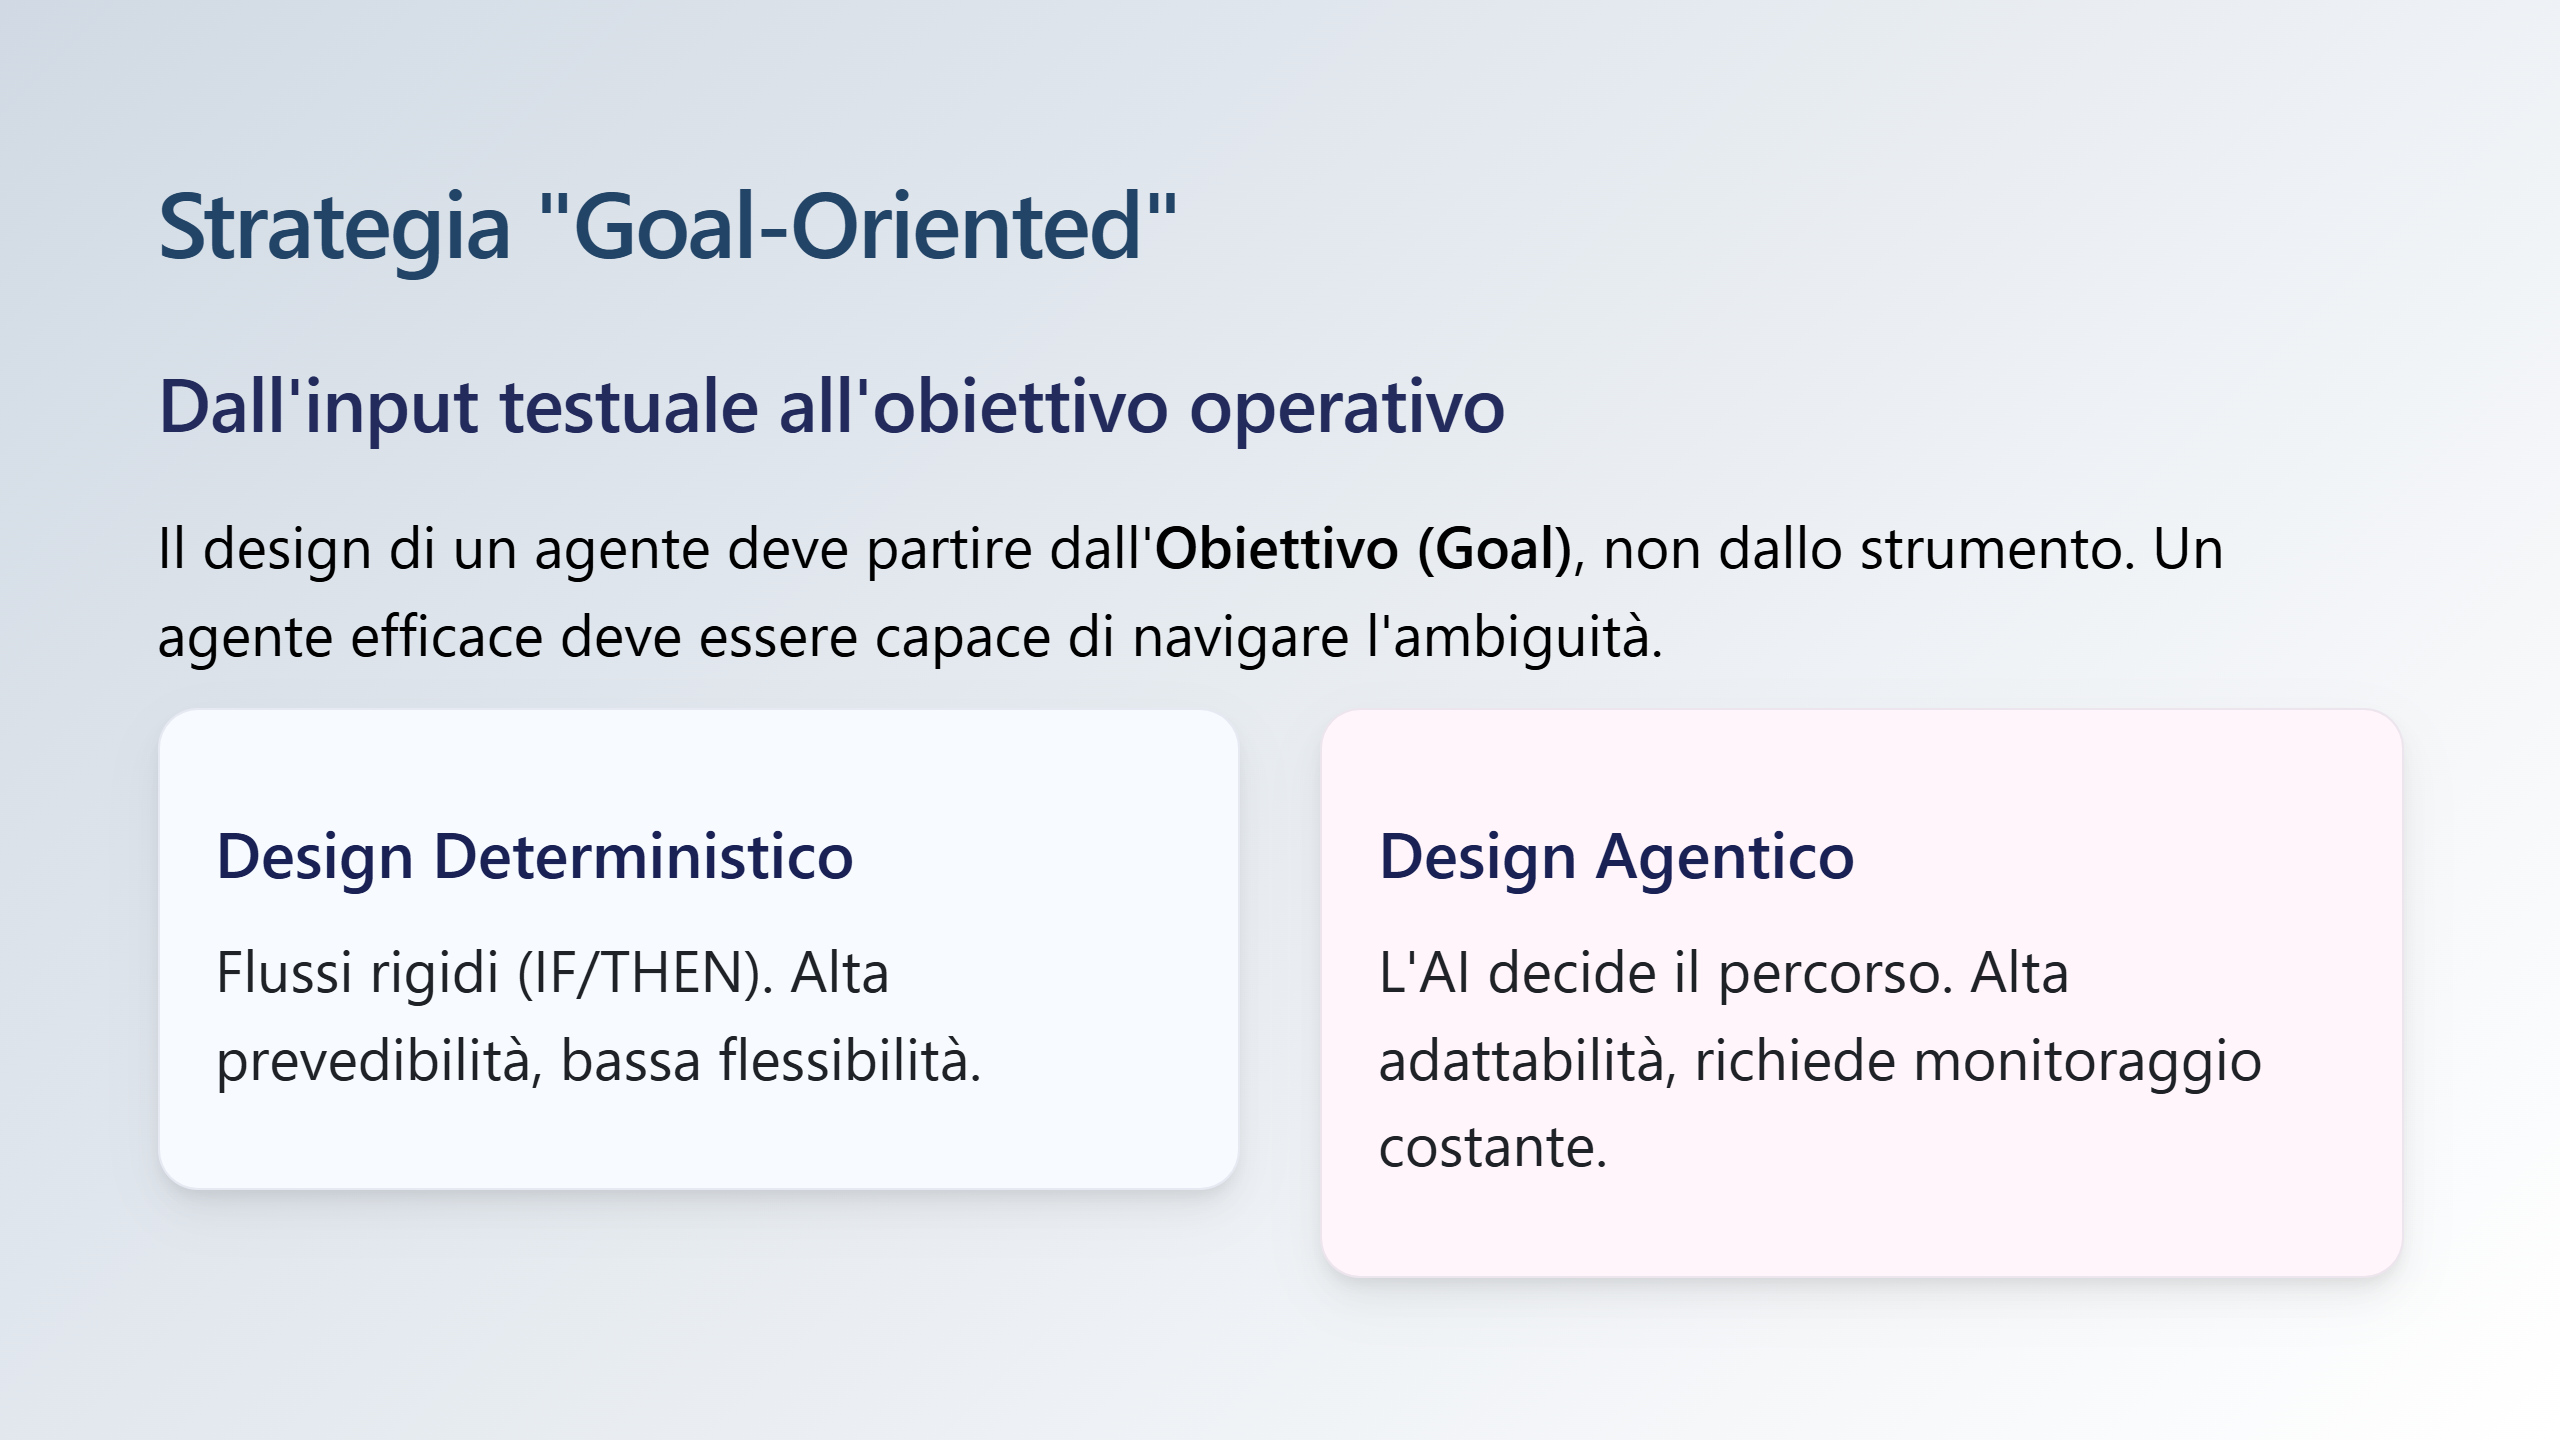 Strategia "Goal-Oriented"
Dall'input testuale all'obiettivo operativo
Il design di un agente deve partire dall'Obiettivo (Goal), non dallo strumento. Un
agente efficace deve essere capace di navigare l'ambiguità.
Design Deterministico
Flussi rigidi (IF/THEN). Alta
prevedibilità, bassa flessibilità.
Design Agentico
L'AI decide il percorso. Alta
adattabilità, richiede monitoraggio
costante.